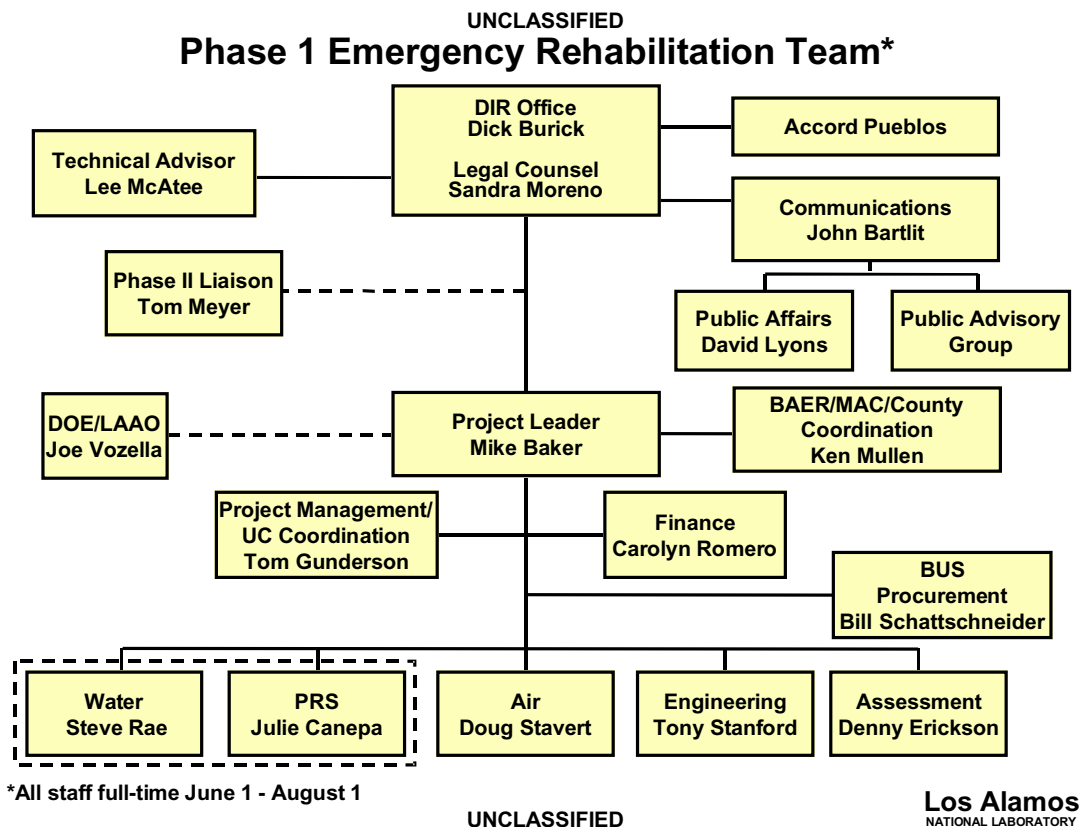 UNCLASSIFIED
Phase 1 Emergency Rehabilitation Team*
DIR Office
Dick Burick
Legal Counsel
Sandra Moreno
Accord Pueblos
Technical Advisor
Lee McAtee
Communications
John Bartlit
Phase II Liaison
Tom Meyer
Public Affairs
David Lyons
Public Advisory
Group
DOE/LAAO
Joe Vozella
Project Leader
Mike Baker
BAER/MAC/County
Coordination
Ken Mullen
Project Management/
UC Coordination
Tom Gunderson
Finance
Carolyn Romero
BUS
Procurement
Bill Schattschneider
Water
Steve Rae
PRS
Julie Canepa
Air
Doug Stavert
Engineering
Tony Stanford
Assessment
Denny Erickson
*All staff full-time June 1 - August 1
UNCLASSIFIED
Los Alamos
NATIONAL LABORATORY